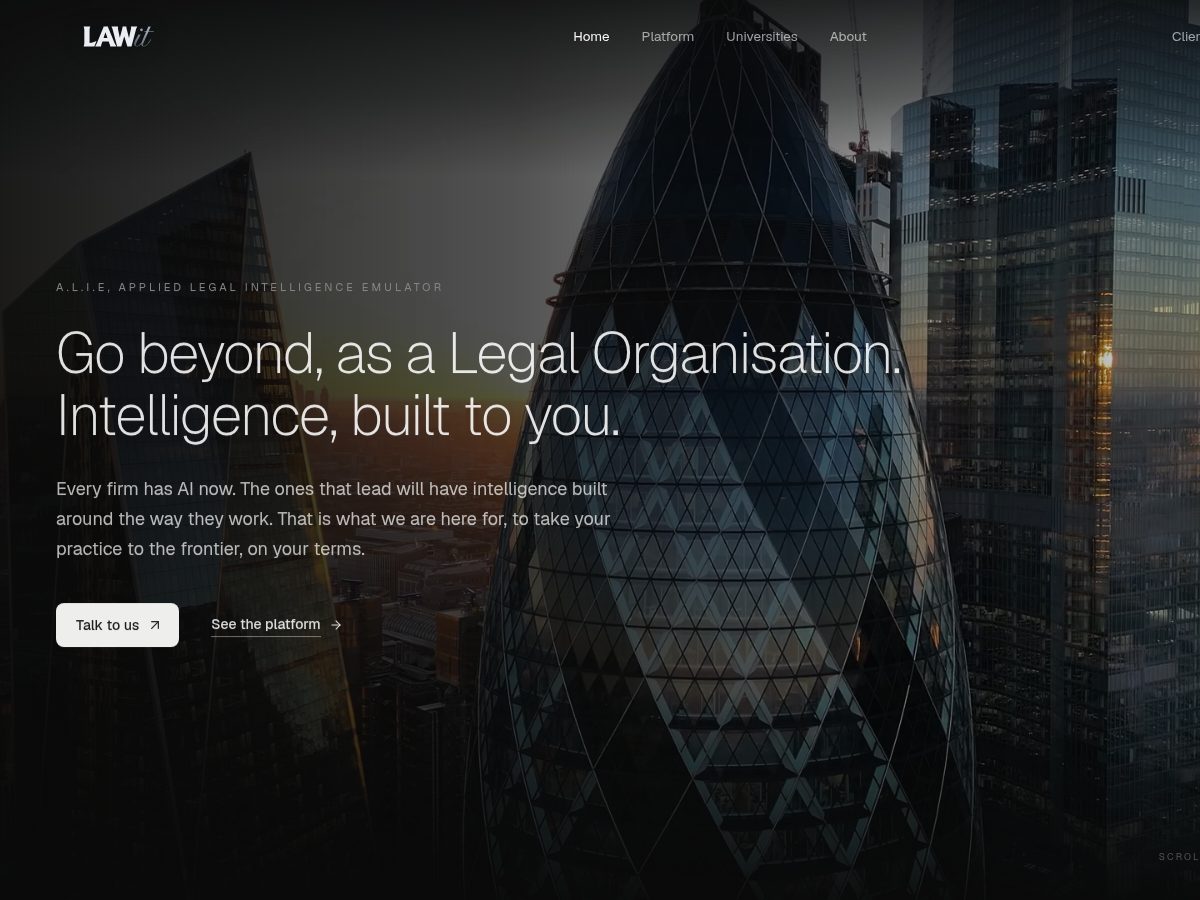 LAWit
Home
Platform
Universities
About
A.L.I.E, APPLIED LEGAL INTELLIGENCE EMULATOR
Go beyond, as a Legal Organisation.
Intelligence, built to you.
Every firm has AI now. The ones that lead will have intelligence built
around the way they work. That is what we are here for, to take your
practice to the frontier, on your terms.
Talk to us
See the platform